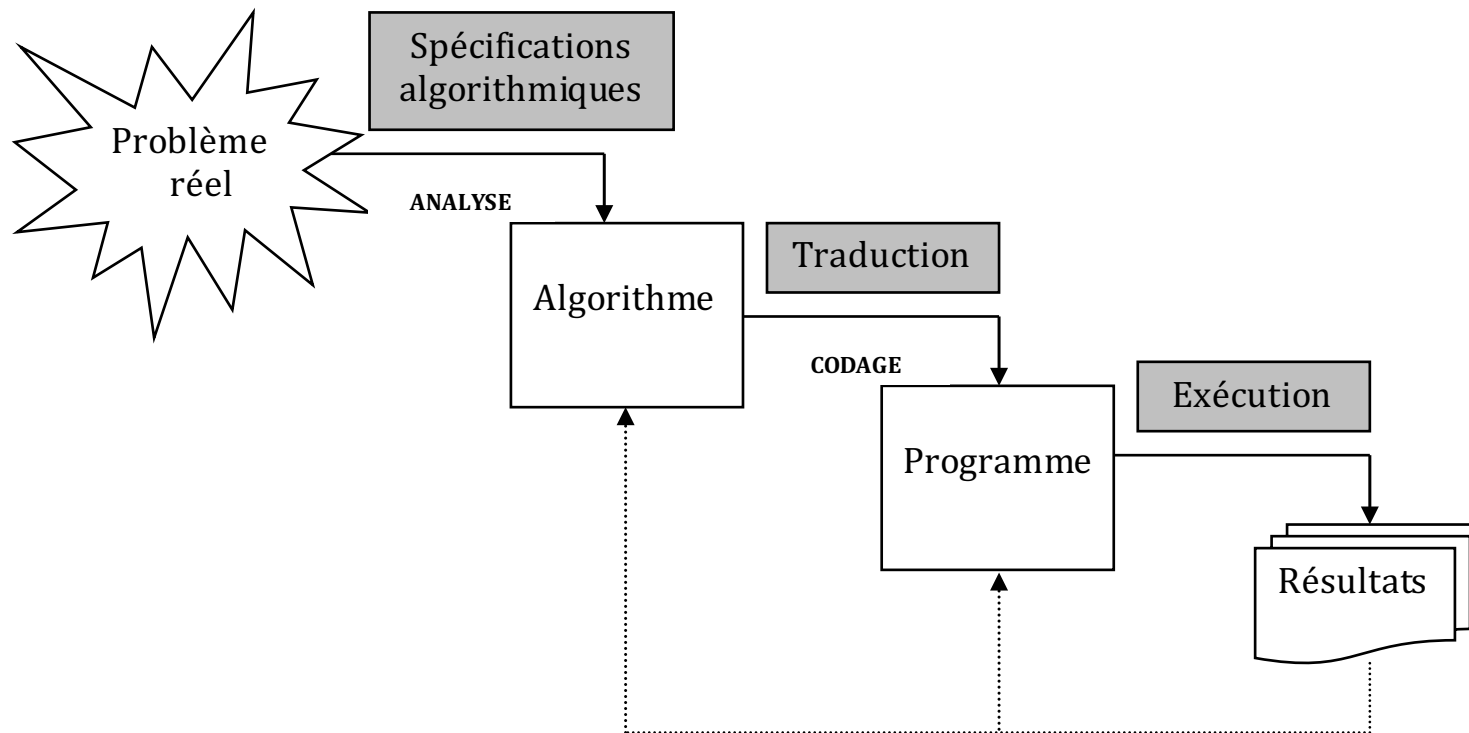 Spécifications
algorithmiques
Problème
réel
ANALYSE
Traduction
Algorithme
CODAGE
Exécution
Programme
Résultats